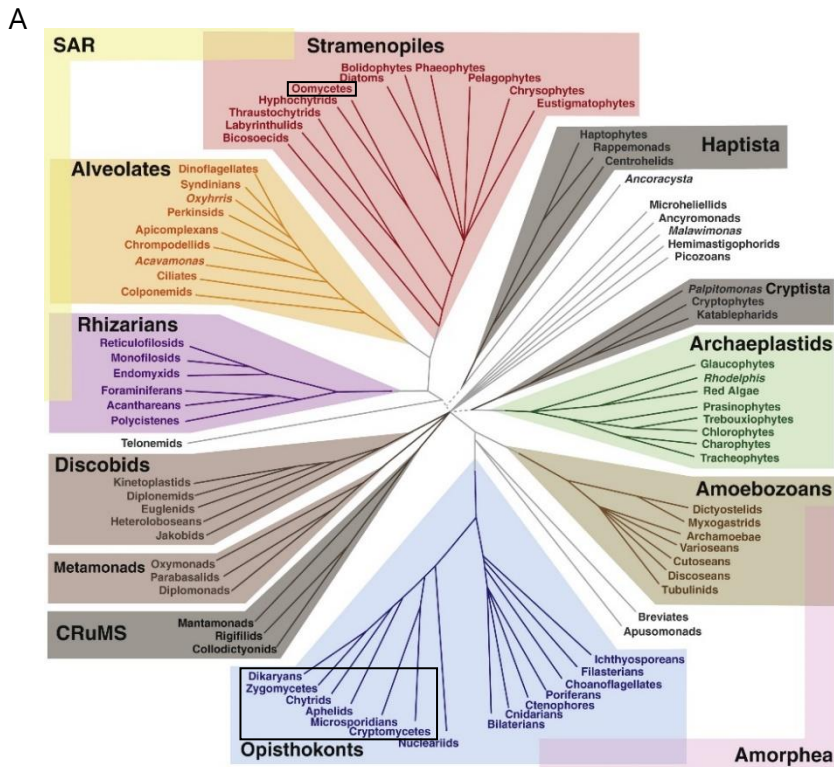 A
SAR
Stramenopiles
Bolidophytes Phaeophytes
Diatoms
Pelagophytes
Oomycetes
Chrysophytes
Hyphochytrids
Eustigmatophytes
Thraustochytrids
Labyrinthulids
Bicosoecids
Haptophytes
Rappemonads
Haptista
Centrohelids
Ancoracysta
Alveolates
Dinoflagellates
Syndinians
Oxyhrris
Perkinsids
Apicomplexans
Chrompodellids
Acavamonas
Ciliates
Colponemids
Microheliellids
Ancyromonads
Malawimonas
Hemimastigophorids
Picozoans
Palpitomonas Cryptista
Cryptophytes
Katablepharids
Rhizarians
Reticulofilosids
Monofilosids
Endomyxids
Foraminiferans
Acanthareans
Polycistenes
Telonemids
Archaeplastids
Glaucophytes
Rhodelphis
Red Algae
Prasinophytes
Trebouxiophytes
Chlorophytes
Charophytes
Tracheophytes
Discobids
Kinetoplastids
Diplonemids
Euglenids
Heteroloboseans
Jakobids
Amoebozoans
Dictyostelids
Myxogastrids
Archamoebae
Varioseans
Cutoseans
Discoseans
Tubulinids
Metamonads
Oxymonads
Parabasalids
Diplomonads
Breviates
Apusomonads
CRuMS
Mantamonads
Rigifilids
Collodictyonids
Dikaryans
Zygomycetes
Chytrids
Aphelids
Microsporidians
Cryptomycetes
Nucleariids
Ichthyosporeans
Filasterians
Choanoflagellates
Poriferans
Ctenophores
Cnidarians
Bilaterians
Opisthokonts
Amorphea